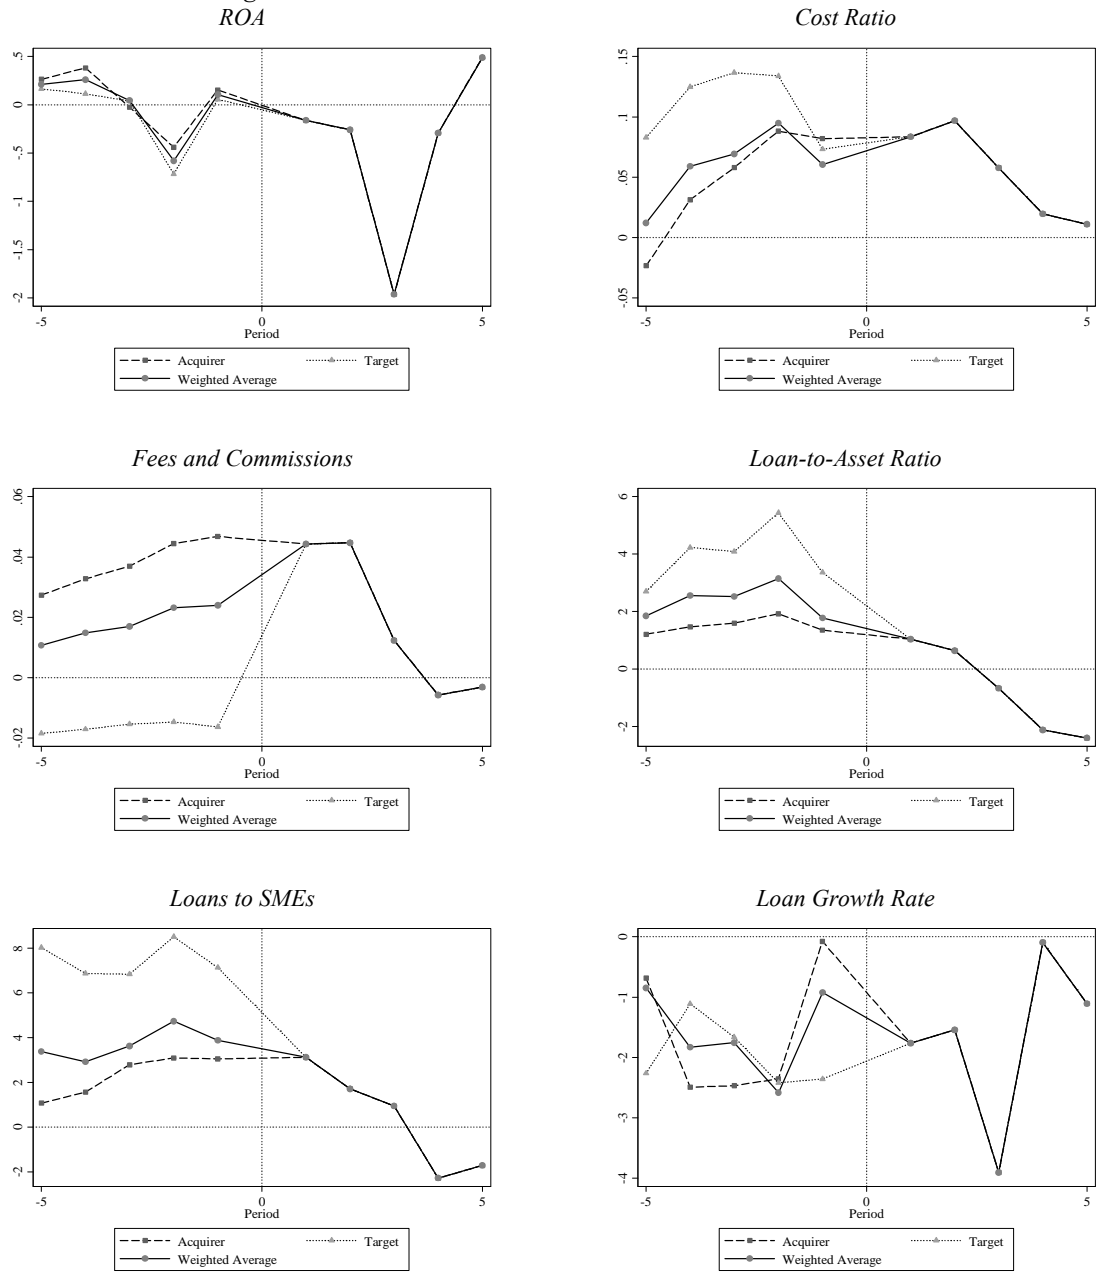 ROA
.5
0
-.5
-1
-1.5
-2
-5 0 5
Period
Acquirer Target
Weighted Average
Cost Ratio
.15
.1
.05
0
-.05
-5 0 5
Period
Acquirer Target
Weighted Average
Fees and Commissions
.06
.04
.02
0
-.02
-5 0 5
Period
Acquirer Target
Weighted Average
Loan-to-Asset Ratio
6
4
2
0
-2
-5 0 5
Period
Acquirer Target
Weighted Average
Loans to SMEs
8
6
4
2
0
-2
-5 0 5
Period
Acquirer Target
Weighted Average
Loan Growth Rate
0
-1
-2
-3
-4
-5 0 5
Period
Acquirer Target
Weighted Average